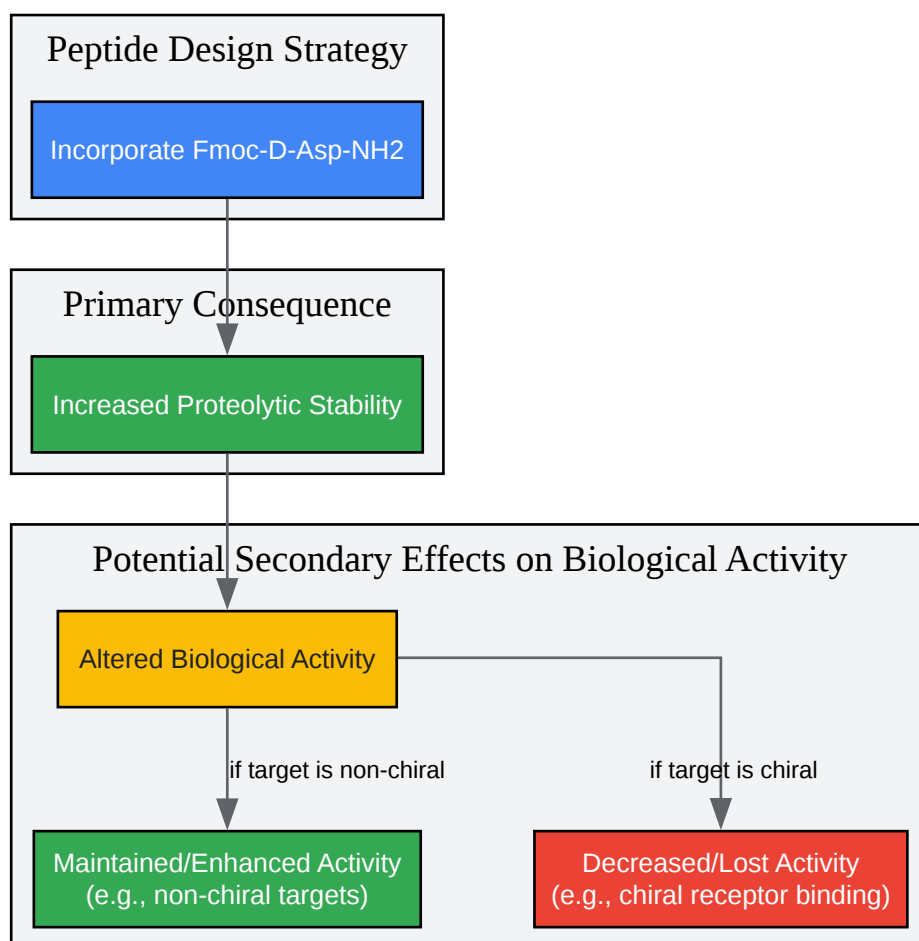 Peptide Design Strategy
Incorporate Fmoc-D-Asp-NH2
Primary Consequence
Increased Proteolytic Stability
Potential Secondary Effects on Biological Activity
Altered Biological Activity
if target is non-chiral
if target is chiral
Maintained/Enhanced Activity
(e.g., non-chiral targets)
Decreased/Lost Activity
(e.g., chiral receptor binding)